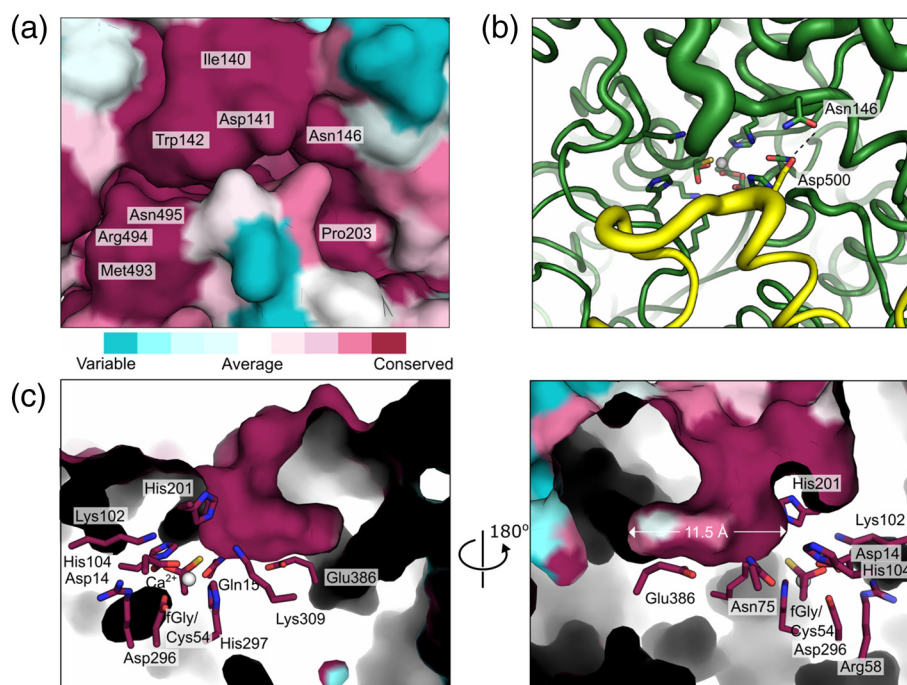 (a)
Ile140
Asp141
Trp142
Asn146
Asn495
Arg494
Pro203
Met493
Variable
Average
Conserved
(b)
Asn146
Asp500
(c)
His201
Lys102
His104
Asp14
Ca2+
Gln15
Glu386
fGly/
Cys54
Lys309
His297
Asp296
180°
His201
11.5 Å
Lys102
Asp14
His104
Glu386
Asn75
fGly/
Cys54
Asp296
Arg58